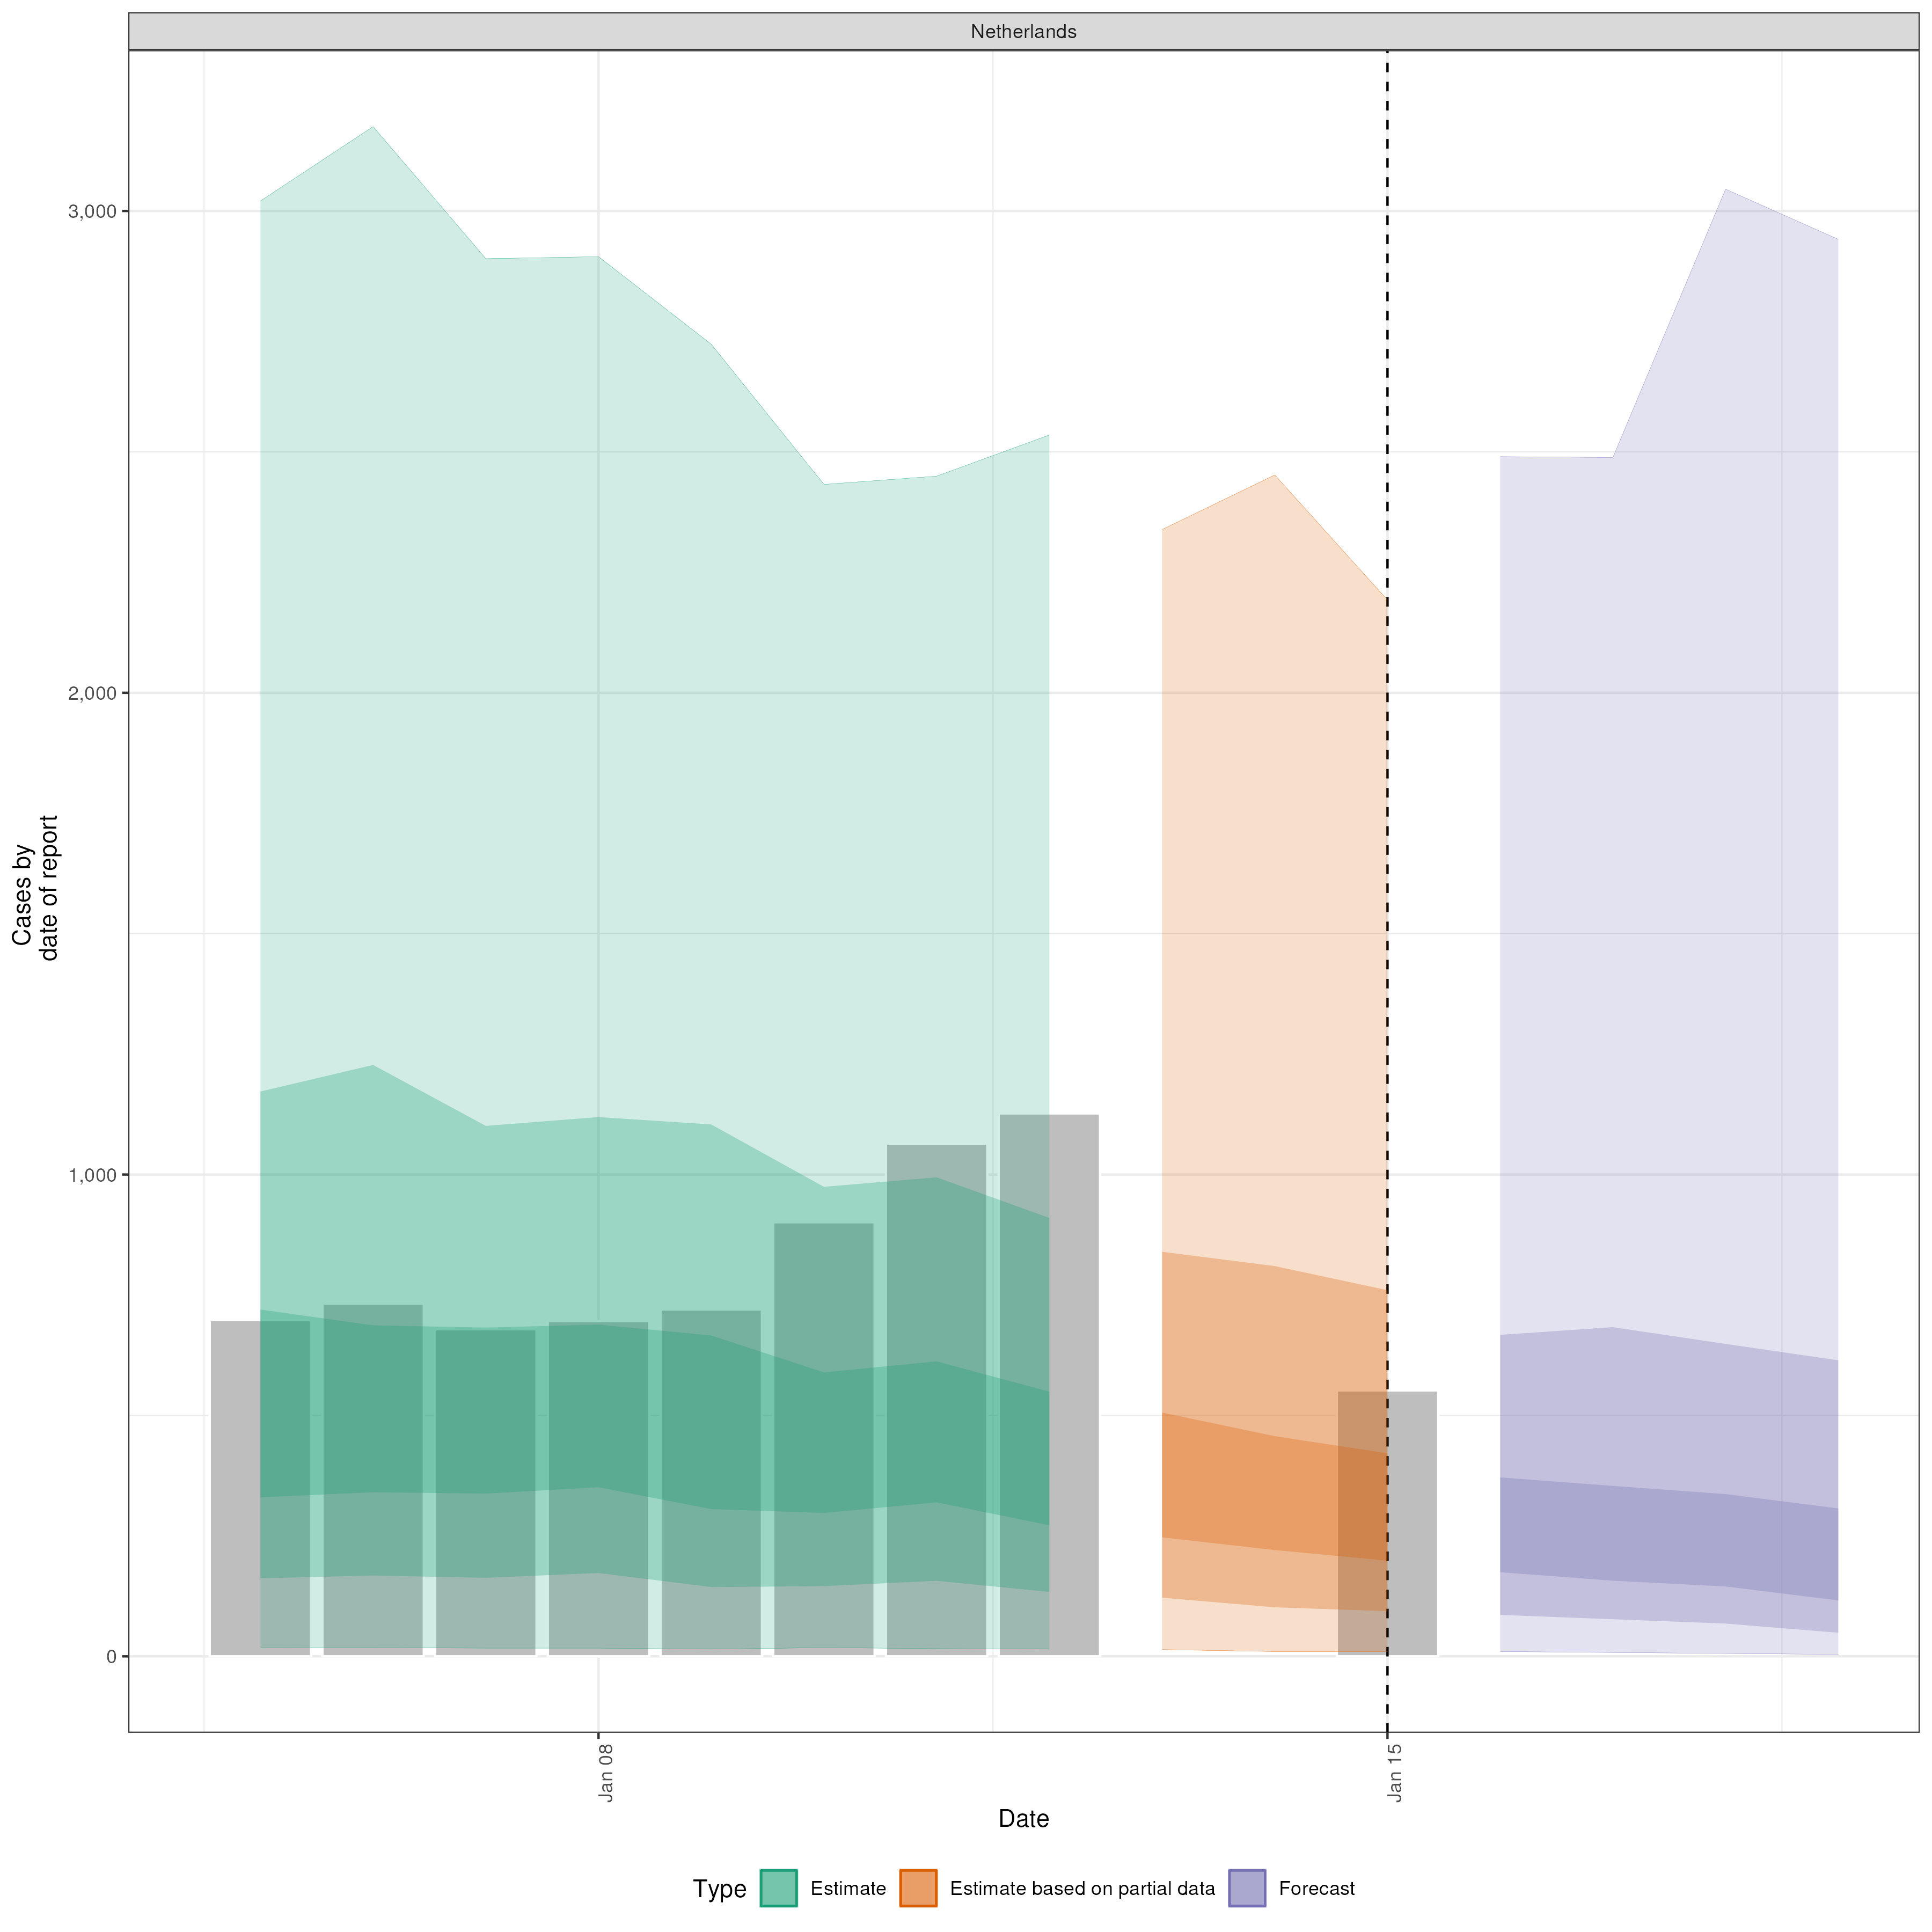 Netherlands
3,000
2,000
1,000
0
Cases by
date of report
Jan 08
Jan 15
Date
Type Estimate Estimate based on partial data Forecast